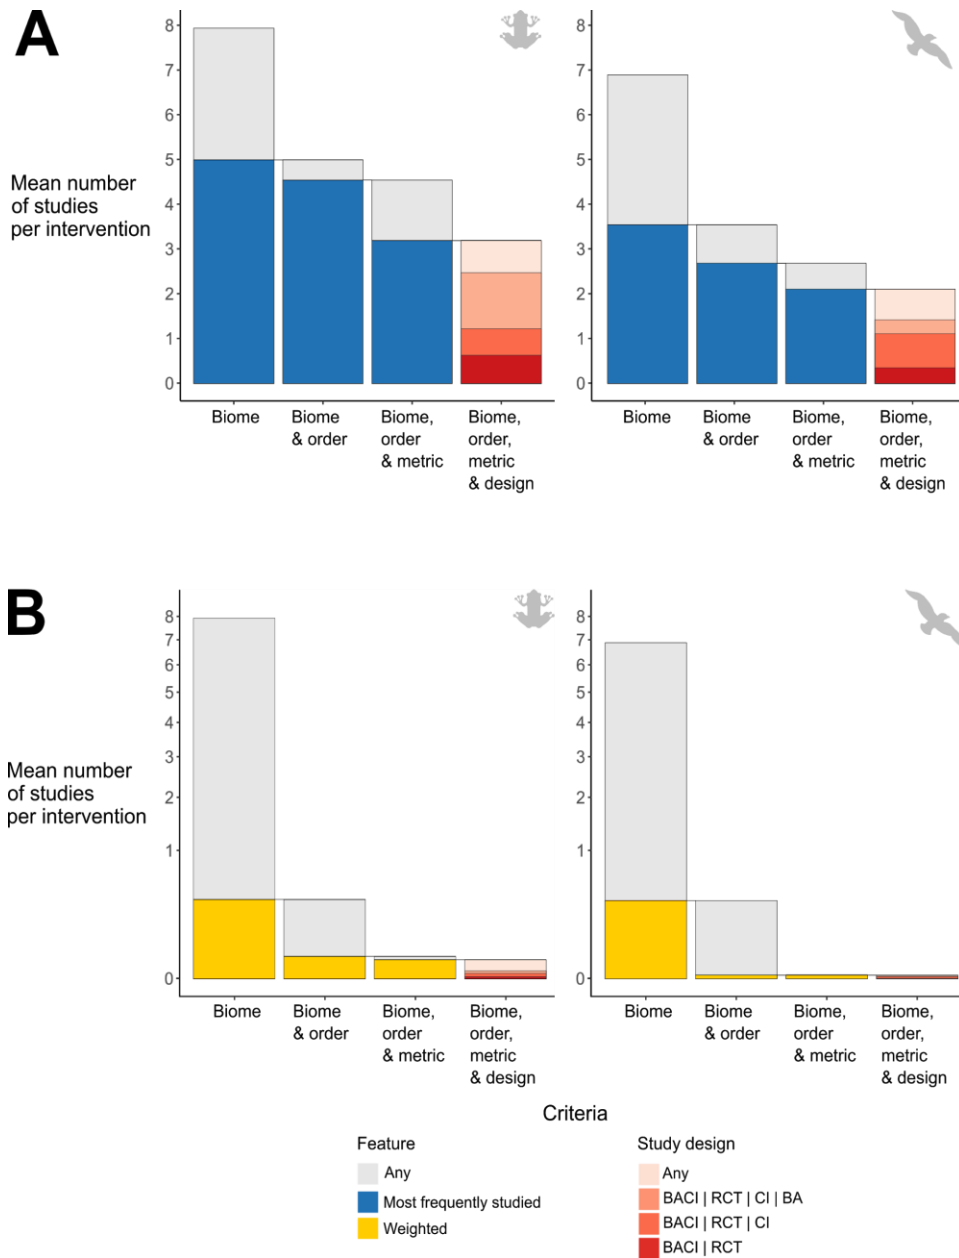 A
8
7
6
5
4
3
2
1
0
Mean number
of studies
per intervention
Biome
Biome
& order
Biome,
order
& metric
Biome,
order,
metric
& design
8
7
6
5
4
3
2
1
0
Biome
Biome
& order
Biome,
order
& metric
Biome,
order,
metric
& design
B
8
7
6
5
4
3
2
1
0
Mean number
of studies
per intervention
Biome
Biome
& order
Biome,
order
& metric
Biome,
order,
metric
& design
8
7
6
5
4
3
2
1
0
Biome
Biome
& order
Biome,
order
& metric
Biome,
order,
metric
& design
Criteria
Feature
Any
Most frequently studied
Weighted
Study design
Any
BACI | RCT | CI | BA
BACI | RCT | CI
BACI | RCT